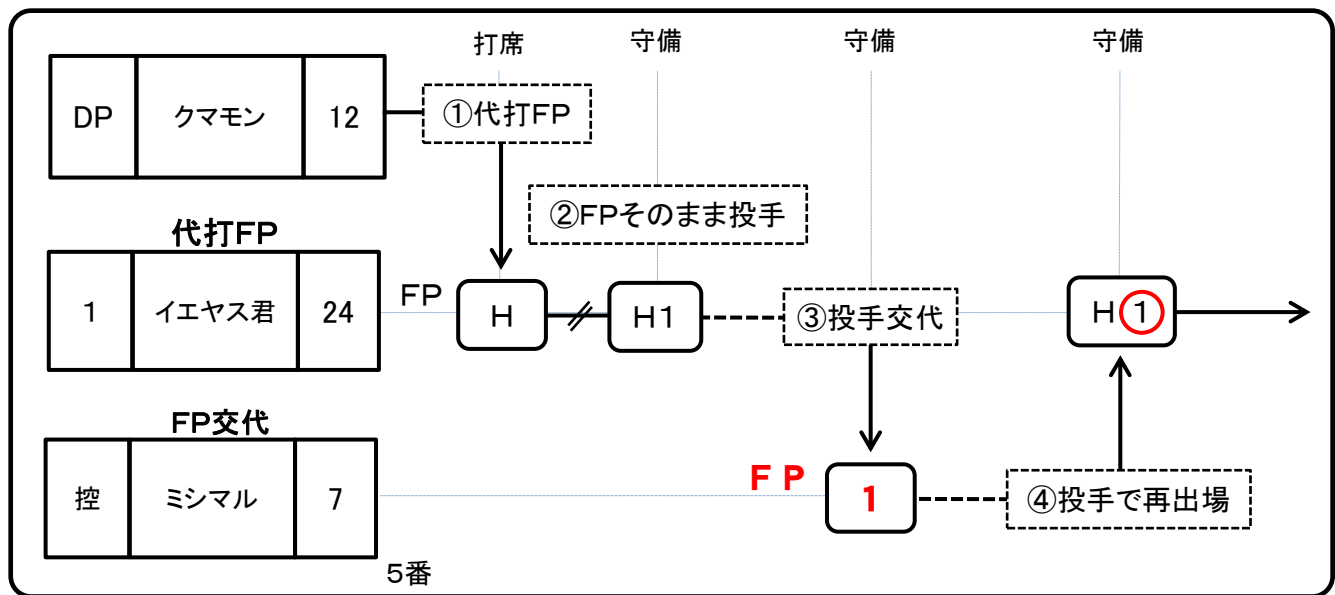 打席 守備 守備 守備
DP クマモン 12
①代打FP
②FPそのまま投手
代打FP
1 イエヤス君 24
FP H H1 ③投手交代 H1
FP交代
控 ミシマル 7
FP 1 ④投手で再出場
5番